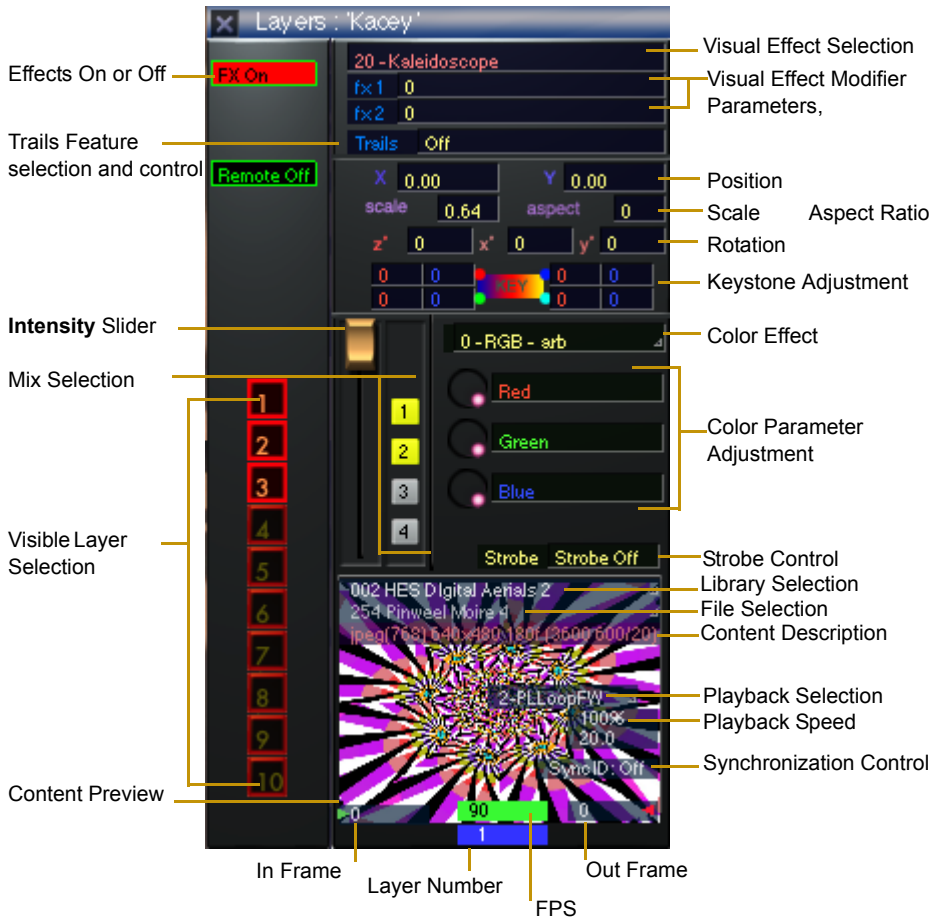 Layers : 'Kacey'
Effects On or Off
FX On
20 - Kaleidoscope
Visual Effect Selection
fx1 0
Visual Effect Modifier
Parameters,
fx2 0
Trails Feature
selection and control
Trails Off
Remote Off
X 0.00 Y 0.00
Position
scale 0.64 aspect 0
Scale Aspect Ratio
z° 0 x° 0 y° 0
Rotation
0 0 KEY 0 0
0 0 0 0
Keystone Adjustment
Intensity Slider
0 - RGB - arb
Color Effect
Mix Selection
Red
Green
Blue
Color Parameter
Adjustment
1
2
3
4
1
2
3
4
5
6
7
8
9
10
Visible Layer
Selection
Strobe Strobe Off
Strobe Control
002 HES DIgital Aerials 2
Library Selection
254 Pinweel Moire 4
File Selection
jpeg(768) 640x480 180f (3600 600/20)
Content Description
2-PLLoopFW
Playback Selection
100%
Playback Speed
20.0
SyncID: Off
Synchronization Control
Content Preview
0 90 0
1
In Frame
Layer Number
FPS
Out Frame